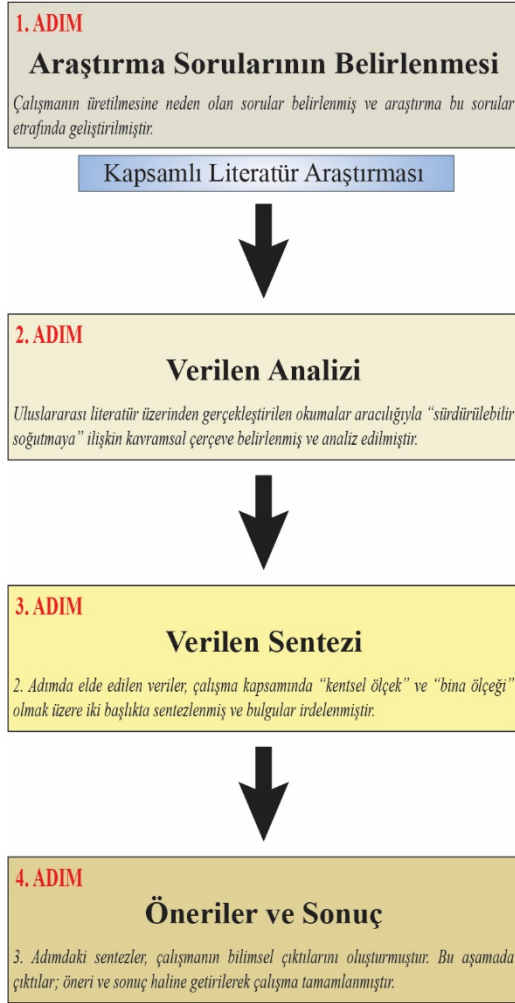 1. ADIM
Araştırma Sorularının Belirlenmesi
Çalışmanın üretilmesine neden olan sorular belirlenmiş ve araştırma bu sorular
etrafında geliştirilmiştir.
Kapsamlı Literatür Araştırması
2. ADIM
Verilen Analizi
Uluslararası literatür üzerinden gerçekleştirilen okumalar aracılığıyla “sürdürülebilir
soğutmaya” ilişkin kavramsal çerçeve belirlenmiş ve analiz edilmiştir.
3. ADIM
Verilen Sentezi
2. Adımda elde edilen veriler, çalışma kapsamında “kentsel ölçek” ve “bina ölçeği”
olmak üzere iki başlıkta sentezlenmiş ve bulgular irdelenmiştir.
4. ADIM
Öneriler ve Sonuç
3. Adımdaki sentezler, çalışmanın bilimsel çıktılarını oluşturmuştur. Bu aşamada
çıktılar; öneri ve sonuç haline getirilerek çalışma tamamlanmıştır.